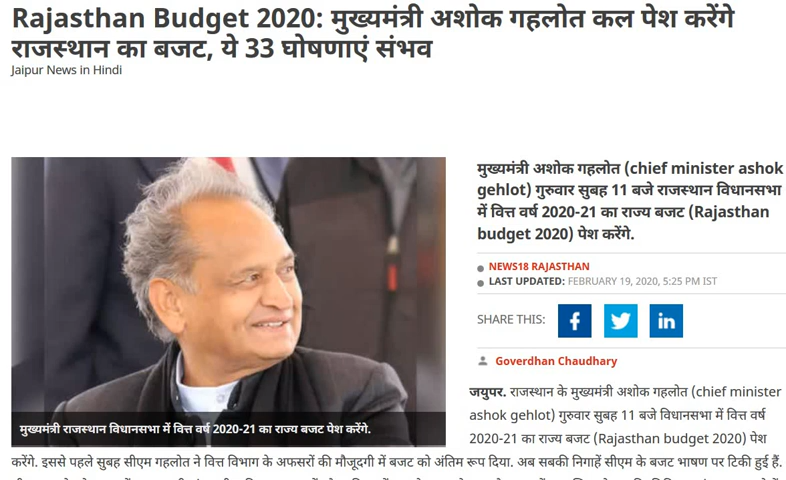 Rajasthan Budget 2020: मुख्यमंत्री अशोक गहलोत कल पेश करेंगे
राजस्थान का बजट, ये 33 घोषणाएं संभव
Jaipur News in Hindi
मुख्यमंत्री राजस्थान विधानसभा में वित्त वर्ष 2020-21 का राज्य बजट पेश करेंगे.
मुख्यमंत्री अशोक गहलोत (chief minister ashok
gehlot) गुरुवार सुबह 11 बजे राजस्थान विधानसभा
में वित्त वर्ष 2020-21 का राज्य बजट (Rajasthan
budget 2020) पेश करेंगे.
NEWS18 RAJASTHAN
LAST UPDATED: FEBRUARY 19, 2020, 5:25 PM IST
SHARE THIS:
Goverdhan Chaudhary
जयुपर. राजस्थान के मुख्यमंत्री अशोक गहलोत (chief minister
ashok gehlot) गुरुवार सुबह 11 बजे विधानसभा में वित्त वर्ष
2020-21 का राज्य बजट (Rajasthan budget 2020) पेश
करेंगे. इससे पहले सुबह सीएम गहलोत ने वित्त विभाग के अफसरों की मौजूदगी में बजट को अंतिम रूप दिया. अब सबकी निगाहें सीएम के बजट भाषण पर टिकी हुई हैं.